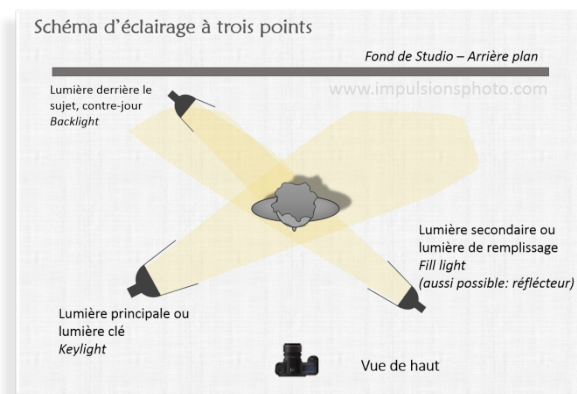 Schéma d'éclairage à trois points
Fond de Studio – Arrière plan
www.impulsionsphoto.com
Lumière derrière le
sujet, contre-jour
Backlight
Lumière secondaire ou
lumière de remplissage
Fill light
(aussi possible: réflécteur)
Lumière principale ou
lumière clé
Keylight
Vue de haut